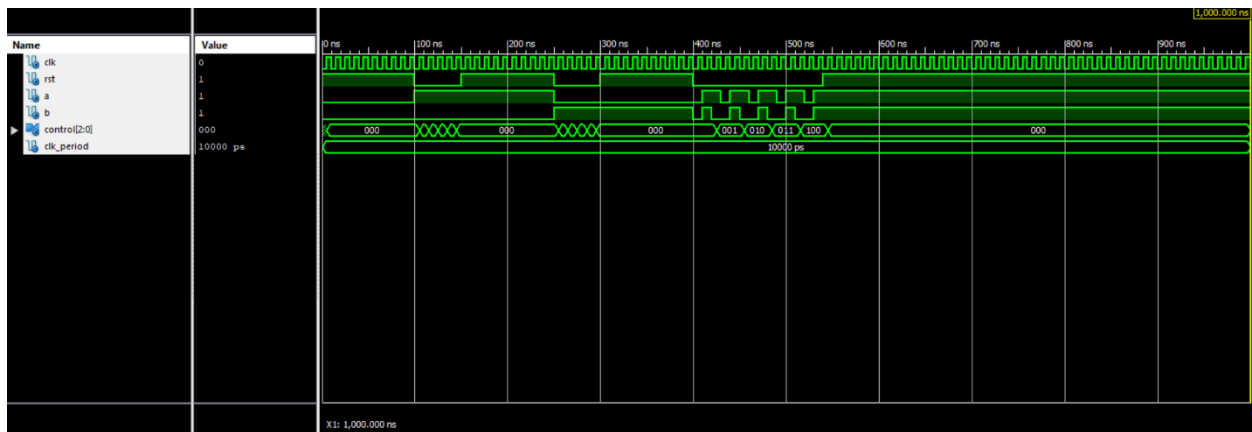 1,000.000 ns
Name Value 0 ns 100 ns 200 ns 300 ns 400 ns 500 ns 600 ns 700 ns 800 ns 900 ns
clk 0
rst 1
a 1
b 1
control[2:0] 000 000 000 000 001 010 011 100 000
clk_period 10000 ps 10000 ps
X1: 1,000.000 ns